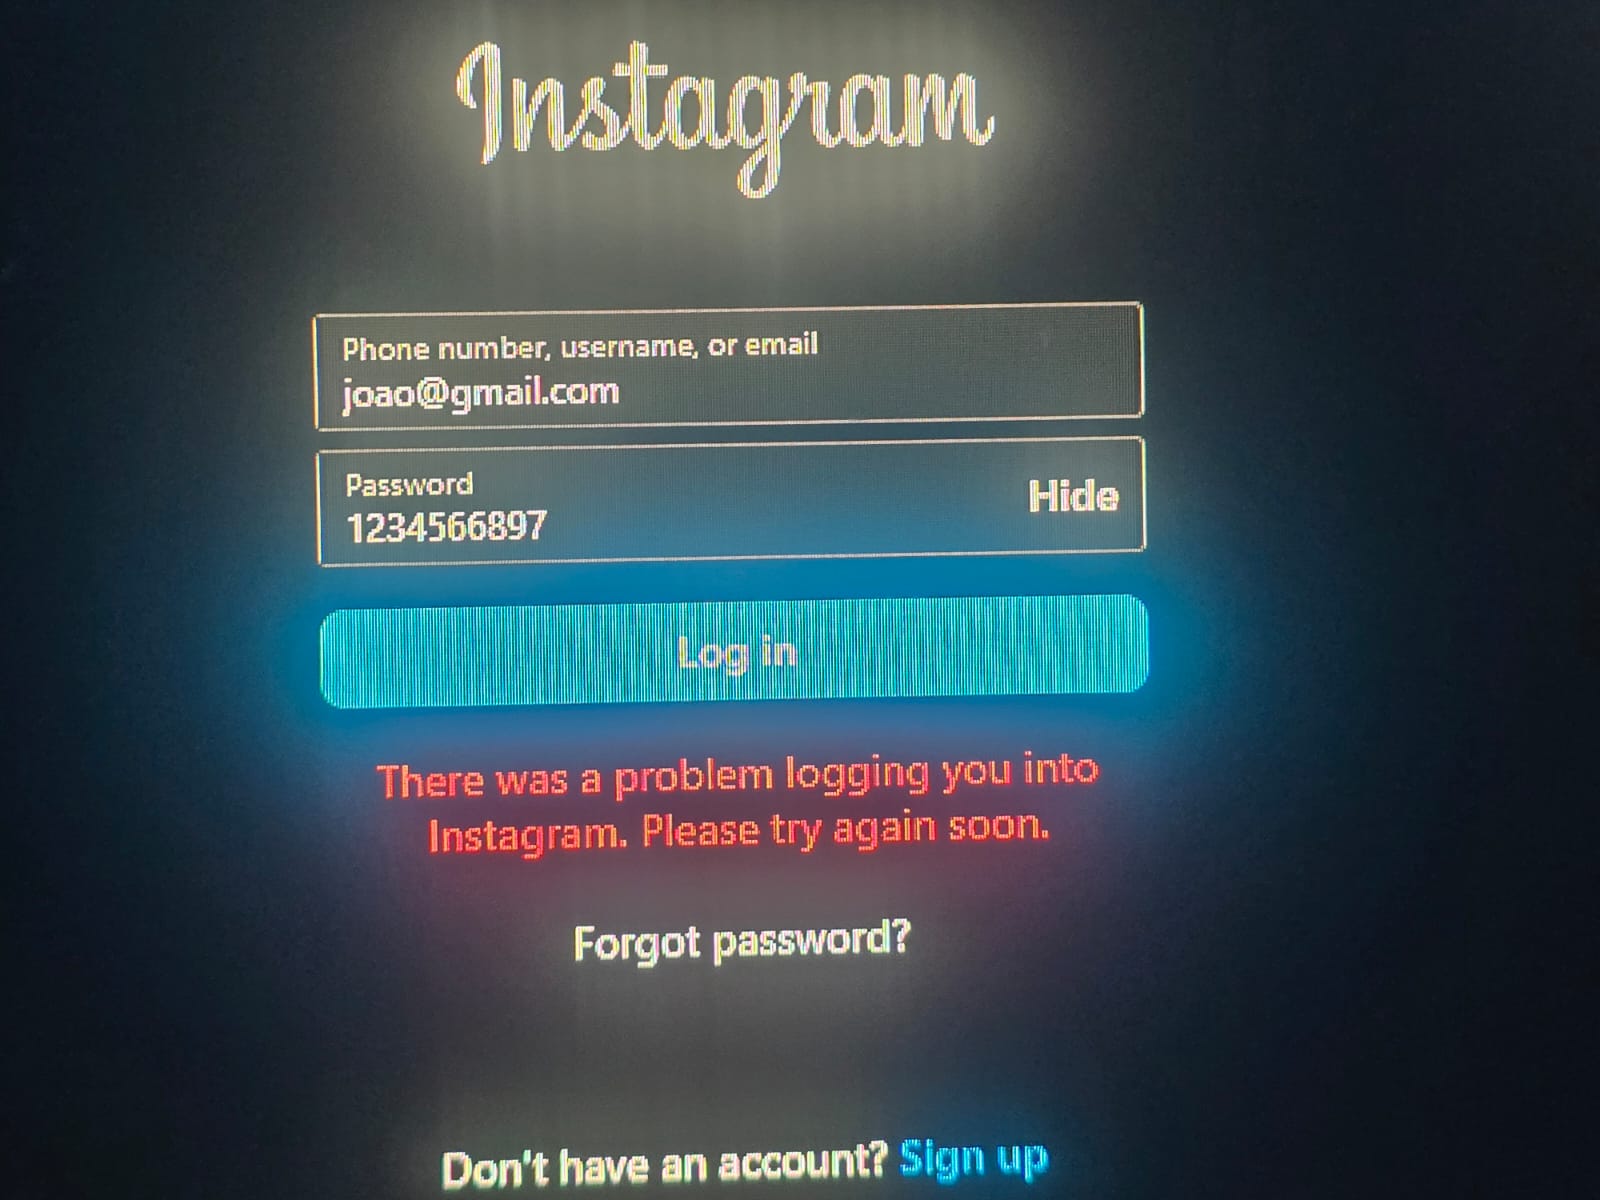 Instagram
Phone number, username, or email
joao@gmail.com
Password
1234566897
Hide
Log in
There was a problem logging you into
Instagram. Please try again soon.
Forgot password?
Don't have an account? Sign up